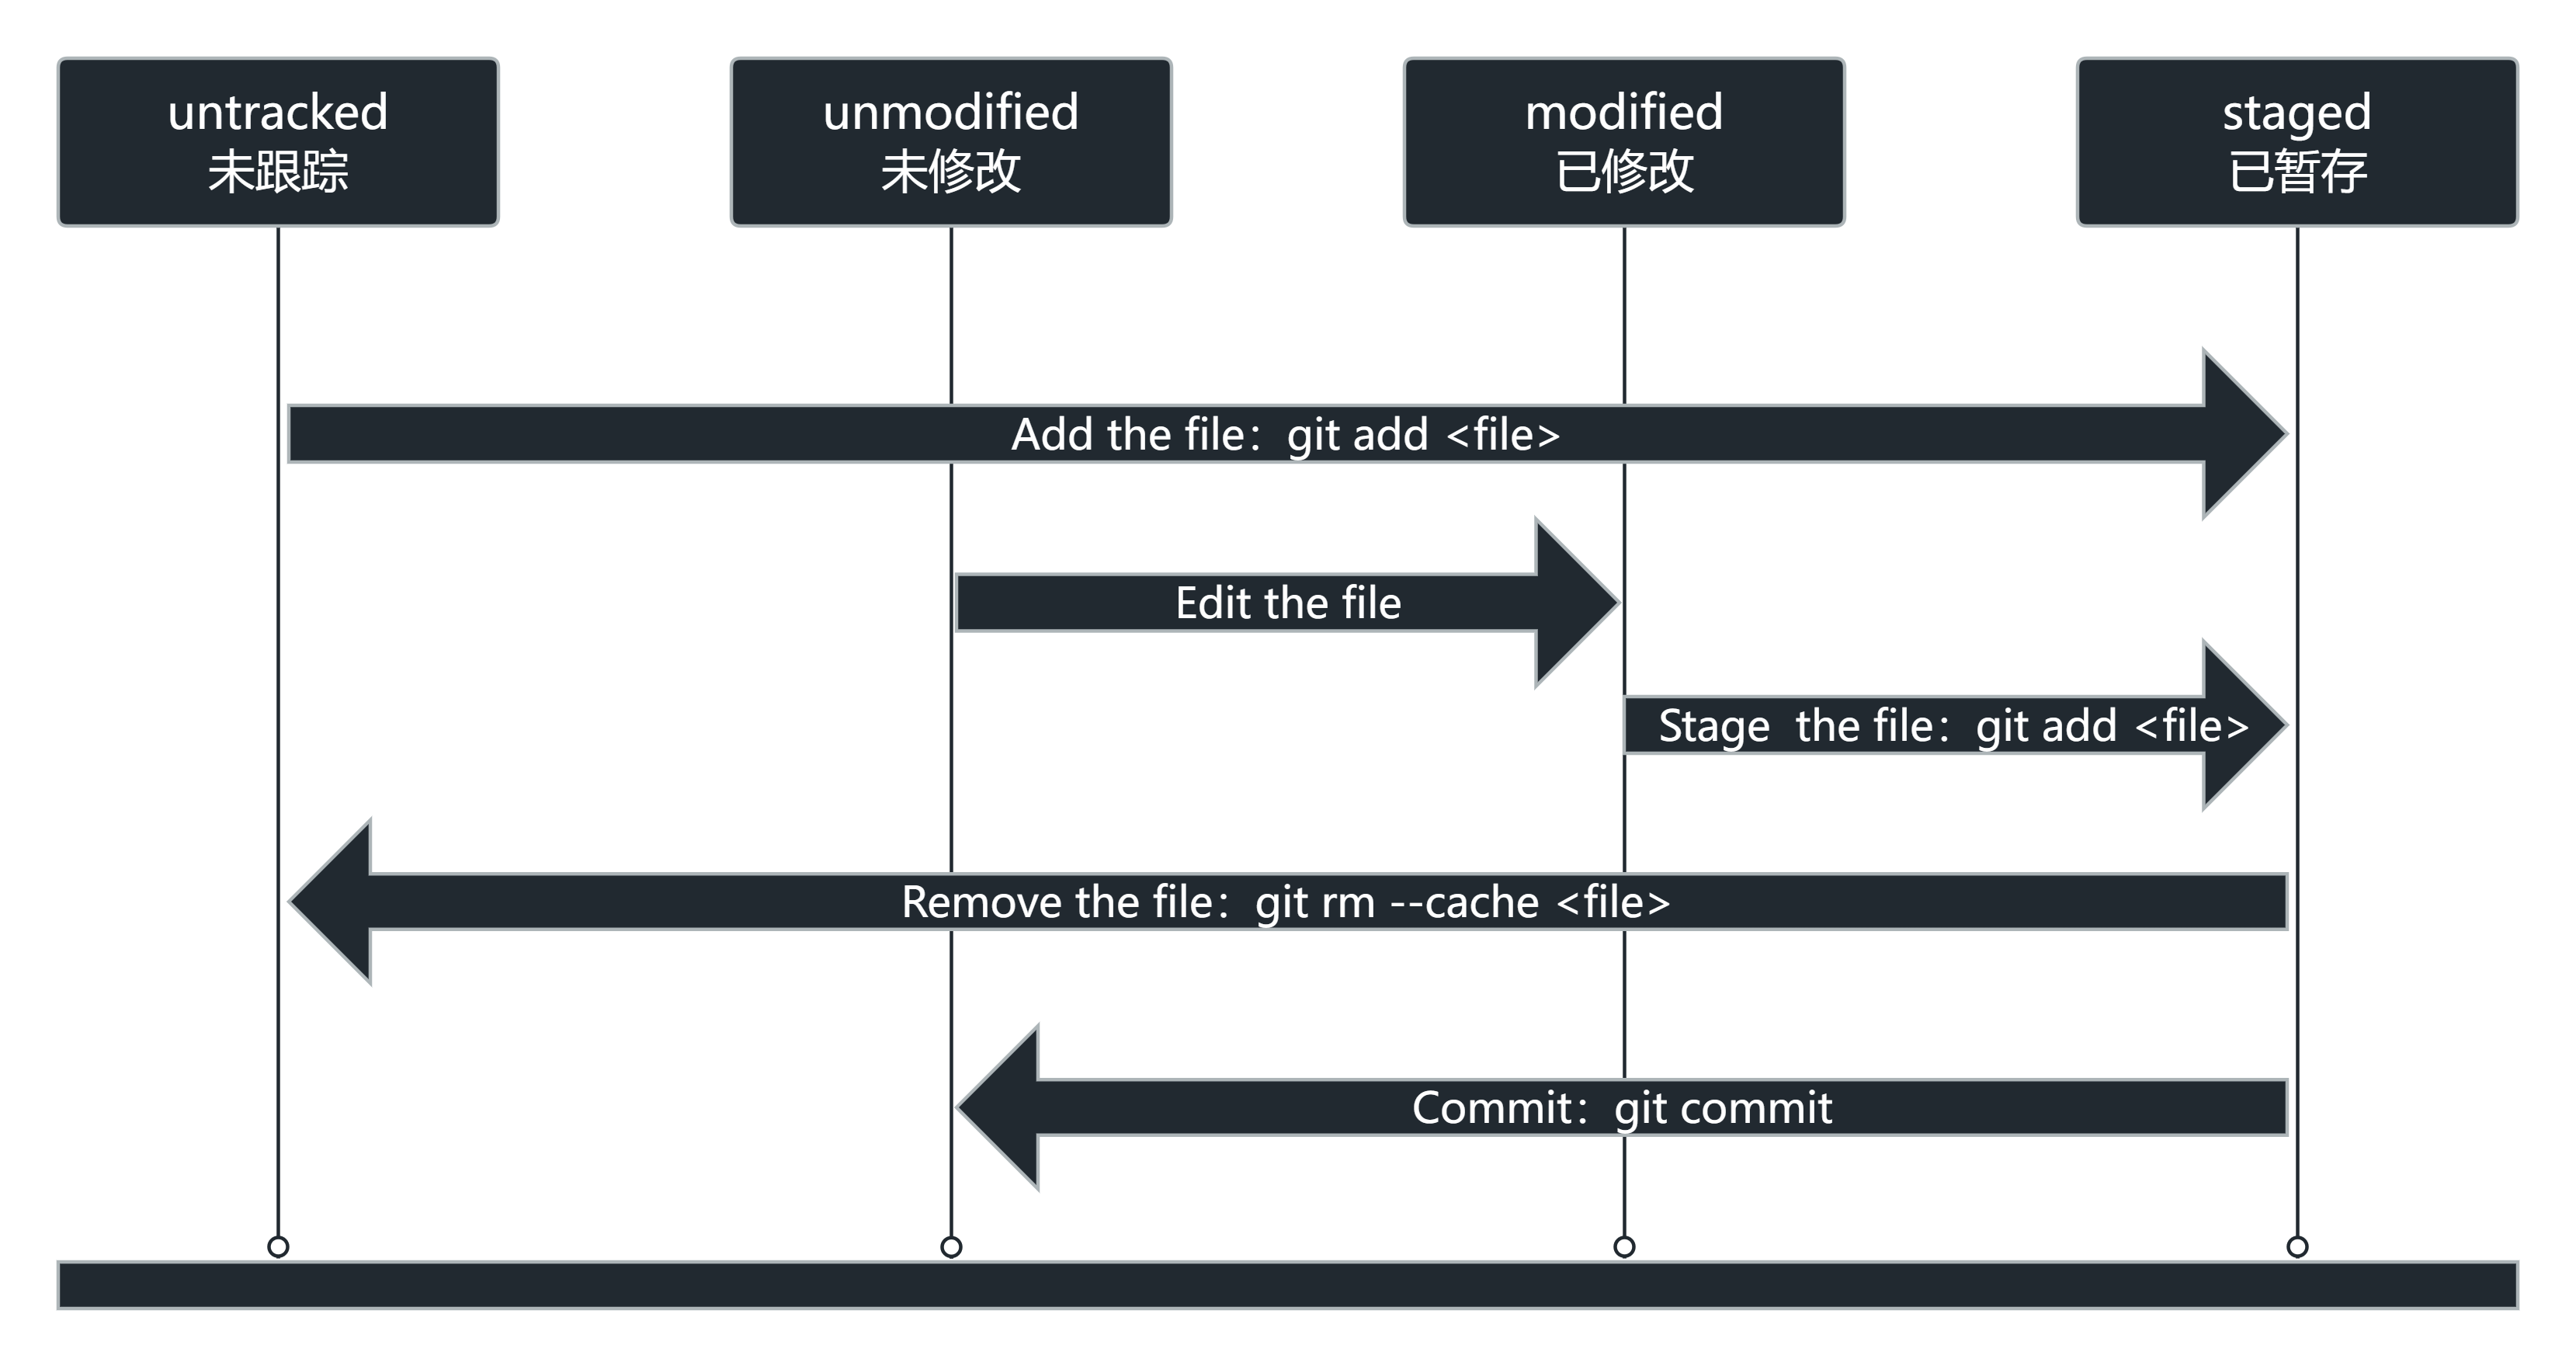 untracked
未跟踪
unmodified
未修改
modified
已修改
staged
已暂存
Add the file：git add <file>
Edit the file
Stage  the file：git add <file>
Remove the file：git rm --cache <file>
Commit：git commit